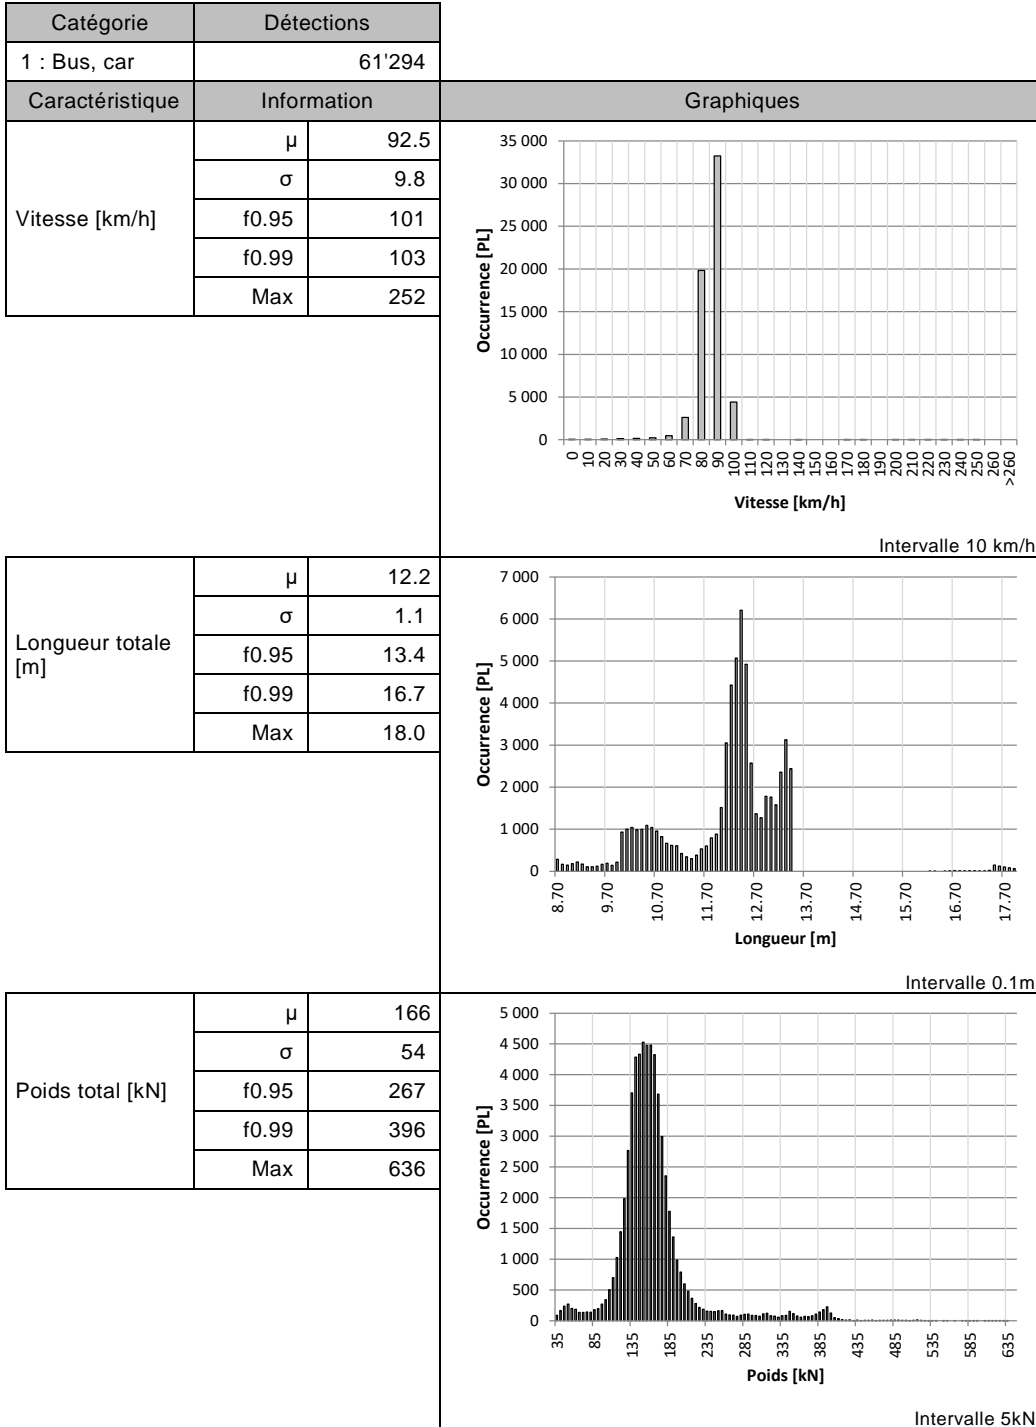 Catégorie Détections
1 : Bus, car 61'294
Caractéristique Information Graphiques
Vitesse [km/h]
µ 92.5
σ 9.8
f0.95 101
f0.99 103
Max 252
Occurrence [PL]
35 000
30 000
25 000
20 000
15 000
10 000
5 000
0
0 10 20 30 40 50 60 70 80 90 100 110 120 130 140 150 160 170 180 190 200 210 220 230 240 250 260 >260
Vitesse [km/h]
Intervalle 10 km/h
Longueur totale
[m]
µ 12.2
σ 1.1
f0.95 13.4
f0.99 16.7
Max 18.0
Occurrence [PL]
7 000
6 000
5 000
4 000
3 000
2 000
1 000
0
8.70 9.70 10.70 11.70 12.70 13.70 14.70 15.70 16.70 17.70
Longueur [m]
Intervalle 0.1m
Poids total [kN]
µ 166
σ 54
f0.95 267
f0.99 396
Max 636
Occurrence [PL]
5 000
4 500
4 000
3 500
3 000
2 500
2 000
1 500
1 000
500
0
35 85 135 185 235 285 335 385 435 485 535 585 635
Poids [kN]
Intervalle 5kN